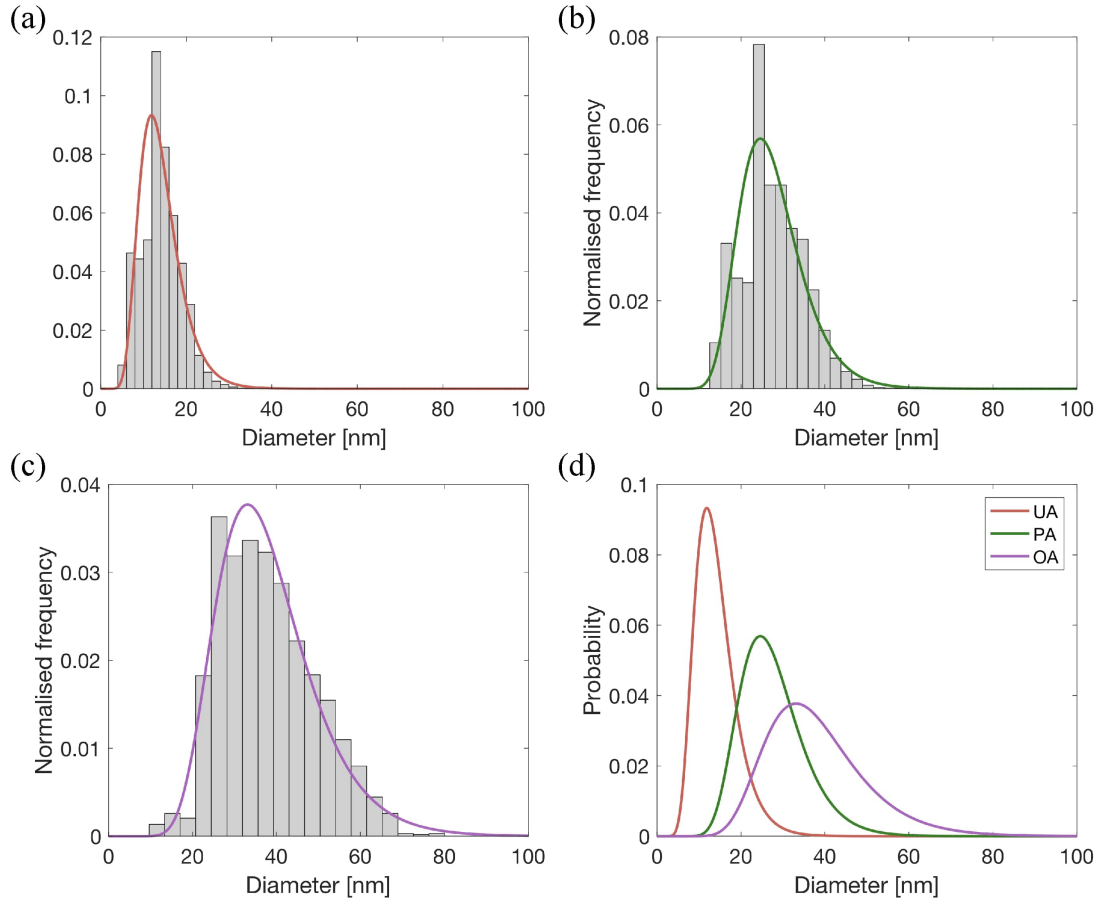 (a)
0.12
0.1
0.08
0.06
0.04
0.02
0
0 20 40 60 80 100
Diameter [nm]
(b)
Normalised frequency
0.08
0.06
0.04
0.02
0
0 20 40 60 80 100
Diameter [nm]
(c)
Normalised frequency
0.04
0.03
0.02
0.01
0
0 20 40 60 80 100
Diameter [nm]
(d)
Probability
0.1
0.08
0.06
0.04
0.02
0
UA
PA
OA
0 20 40 60 80 100
Diameter [nm]